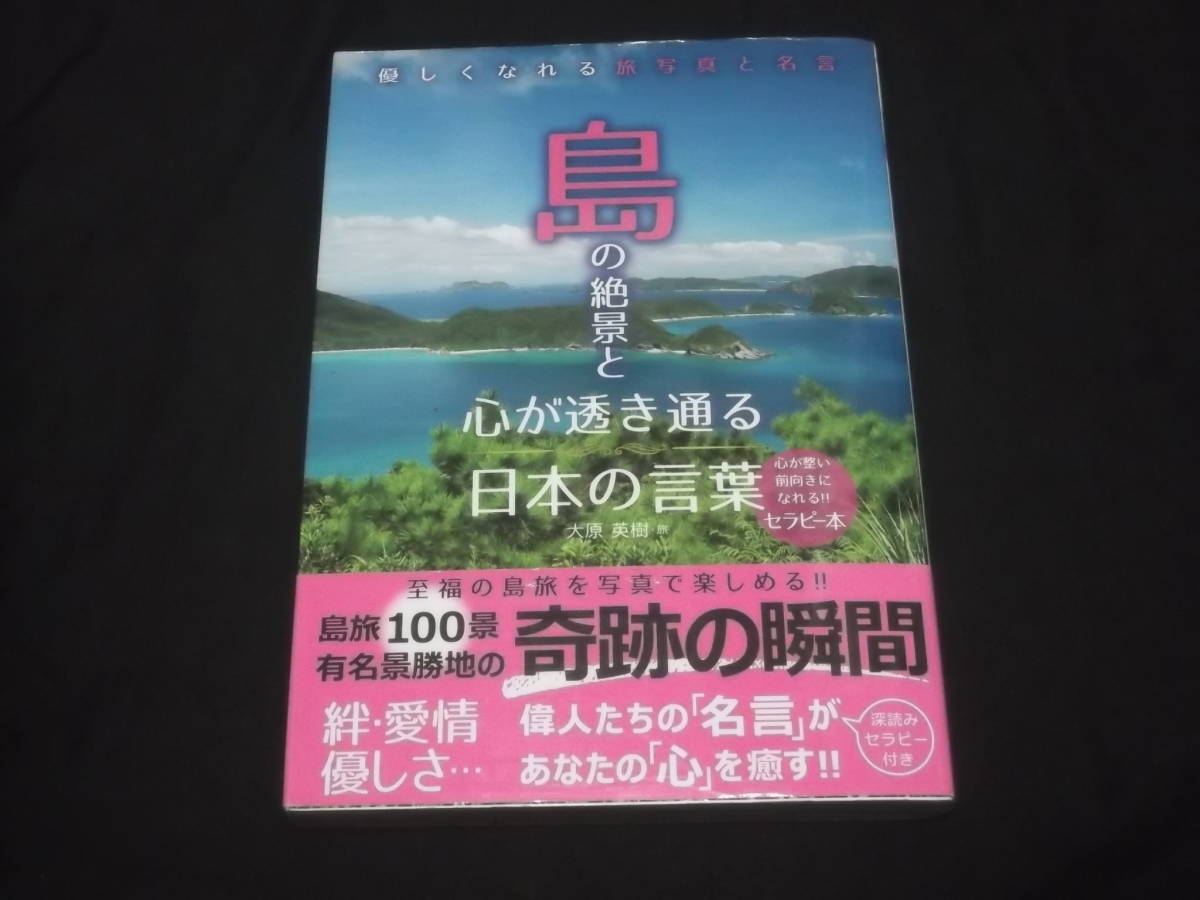 優しくなれる旅写真と名言
島
の絶景と
心が透き通る
日本の言葉
大原 英樹・旅
心が整い
前向きに
なれる!!
セラピー本
至福の島旅を写真で楽しめる!!
島旅100景
有名景勝地の
奇跡の瞬間
絆・愛情
優しさ…
偉人たちの「名言」が
あなたの「心」を癒す!!
深読み
セラピー
付き